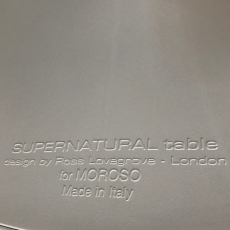 SUPERNATURAL table
design by Ross Lovegrove - London
for MOROSO
Made in Italy